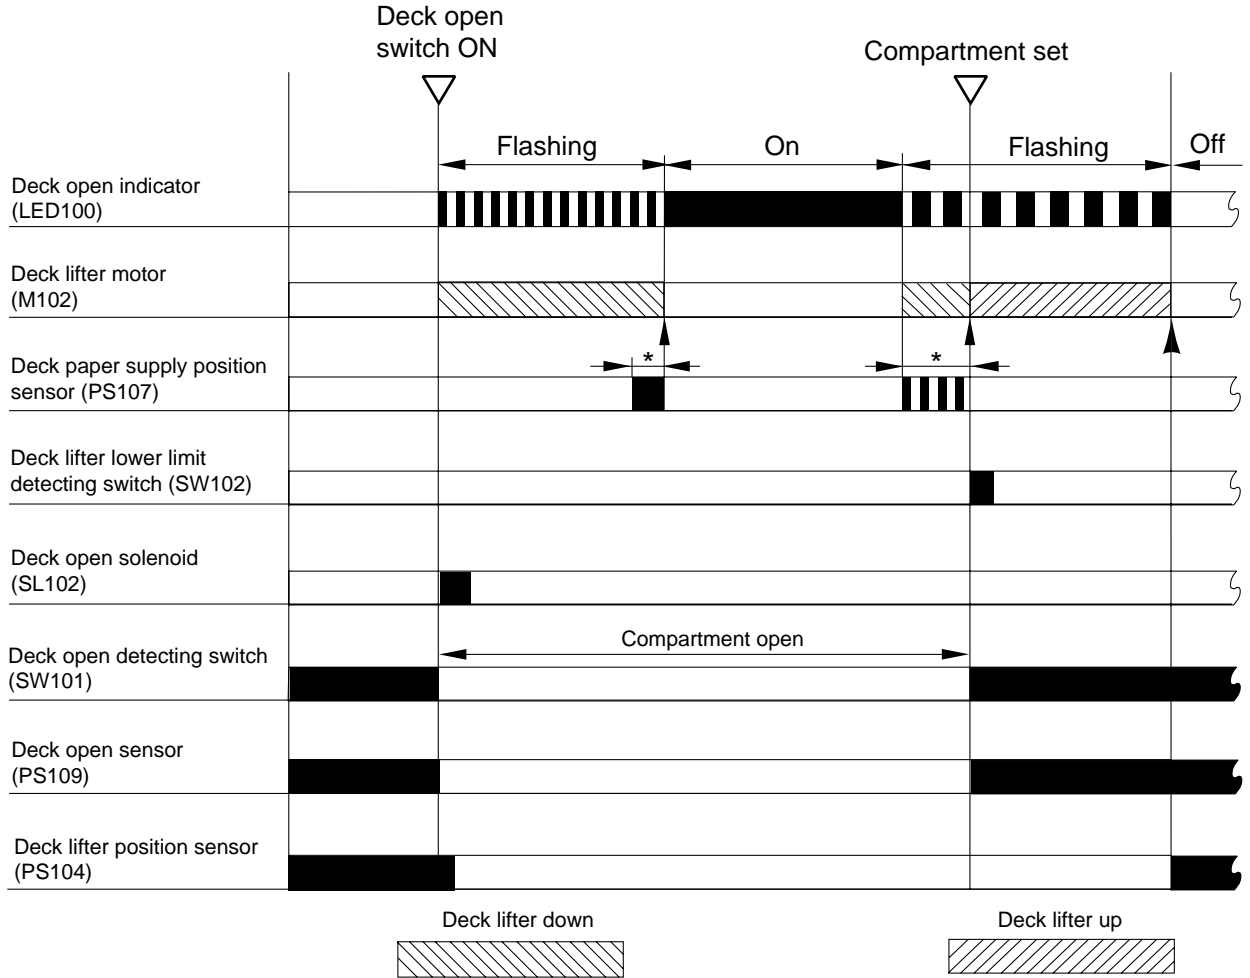 Deck open
switch ON
Compartment set
Flashing
On
Flashing
Off
Deck open indicator
(LED100)
Deck lifter motor
(M102)
Deck paper supply position
sensor (PS107)
*
*
Deck lifter lower limit
detecting switch (SW102)
Deck open solenoid
(SL102)
Compartment open
Deck open detecting switch
(SW101)
Deck open sensor
(PS109)
Deck lifter position sensor
(PS104)
Deck lifter down
Deck lifter up